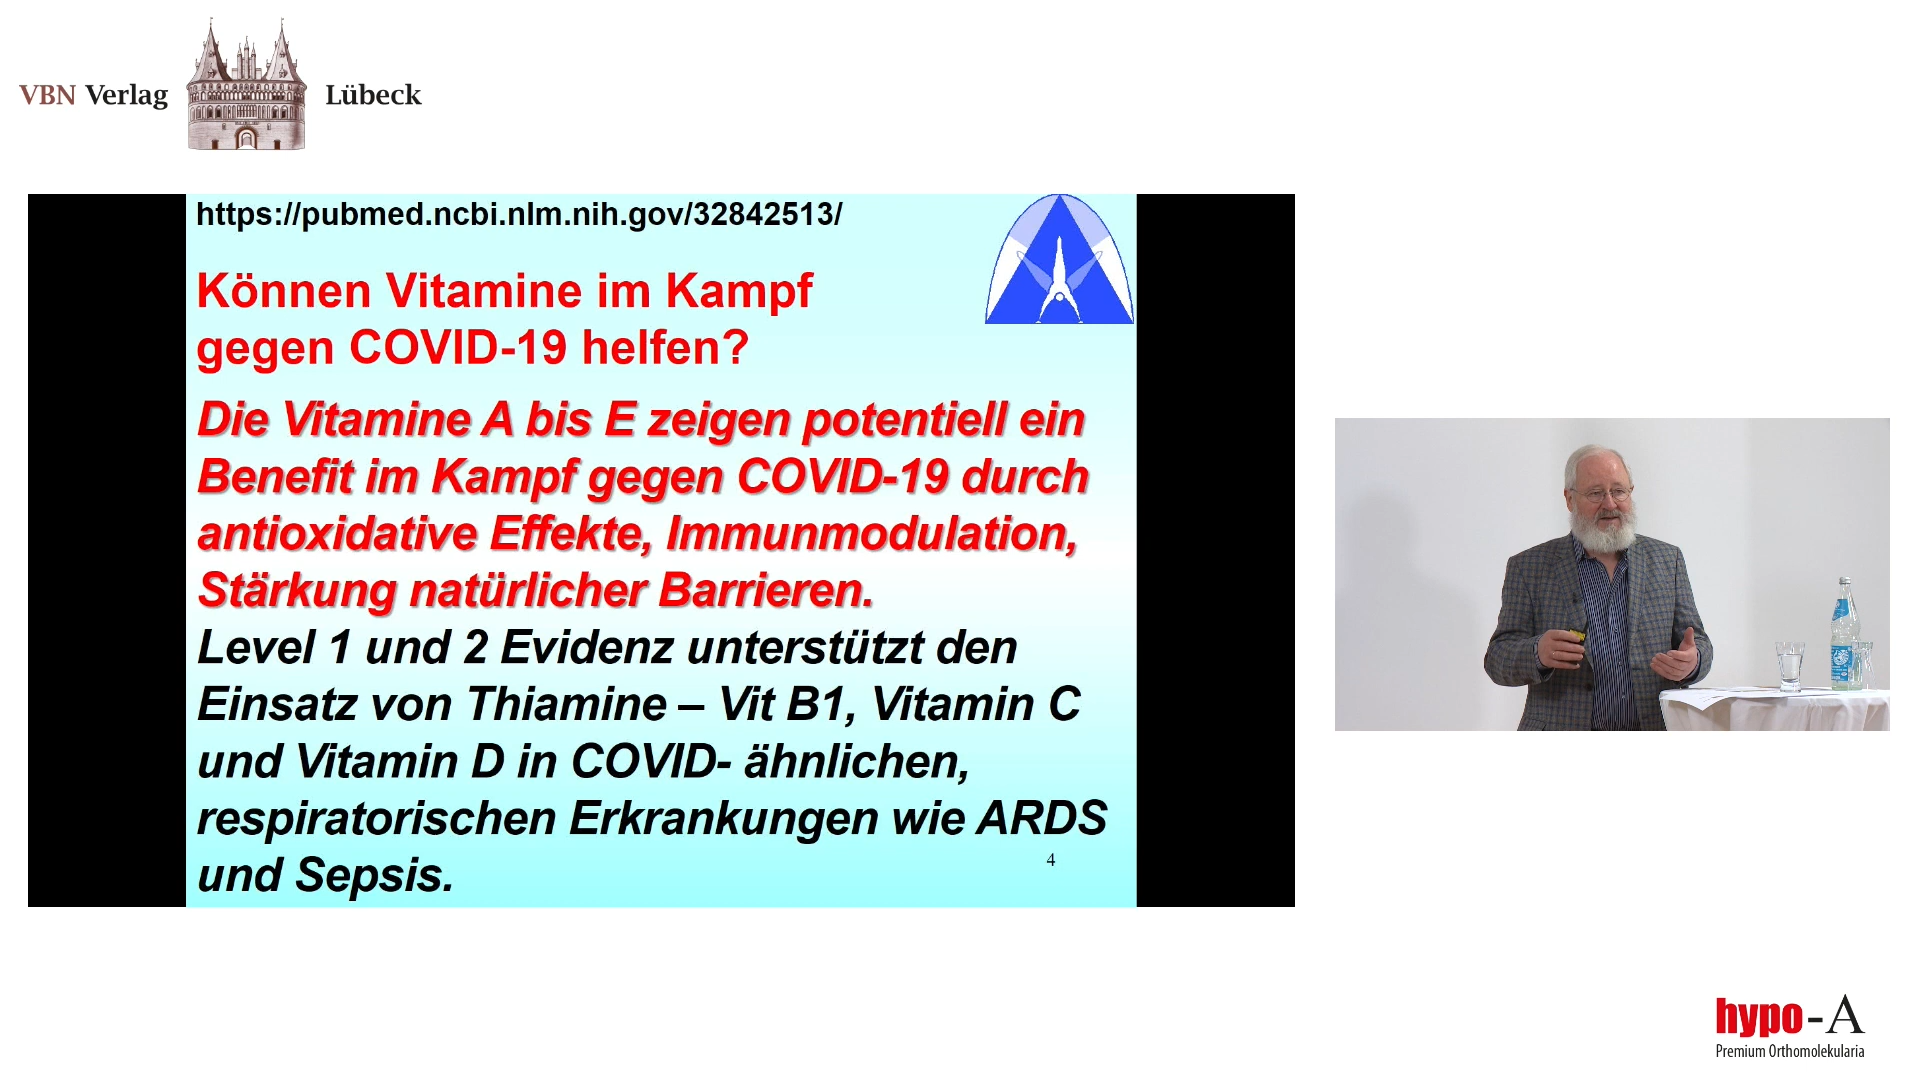 VBN Verlag Lübeck
https://pubmed.ncbi.nlm.nih.gov/32842513/
Können Vitamine im Kampf
gegen COVID-19 helfen?
Die Vitamine A bis E zeigen potentiell ein
Benefit im Kampf gegen COVID-19 durch
antioxidative Effekte, Immunmodulation,
Stärkung natürlicher Barrieren.
Level 1 und 2 Evidenz unterstützt den
Einsatz von Thiamine – Vit B1, Vitamin C
und Vitamin D in COVID- ähnlichen,
respiratorischen Erkrankungen wie ARDS
und Sepsis.
4
hypo-A
Premium Orthomolekularia